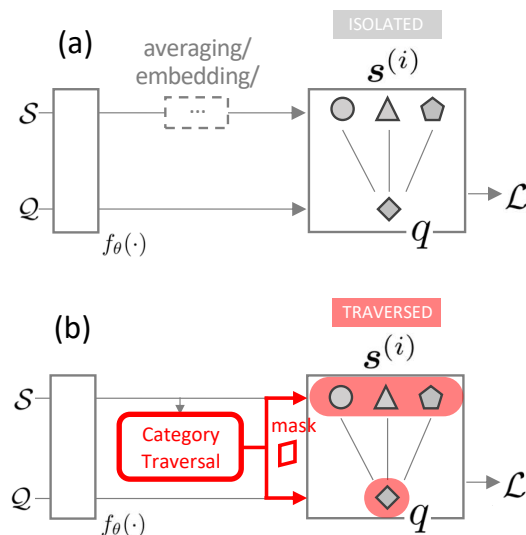 (a)
averaging/
embedding/
...
ISOLATED
s^{(i)}
S
Q
f_θ(·)
q
L
(b)
TRAVERSED
s^{(i)}
S
mask
Category
Traversal
Q
f_θ(·)
q
L